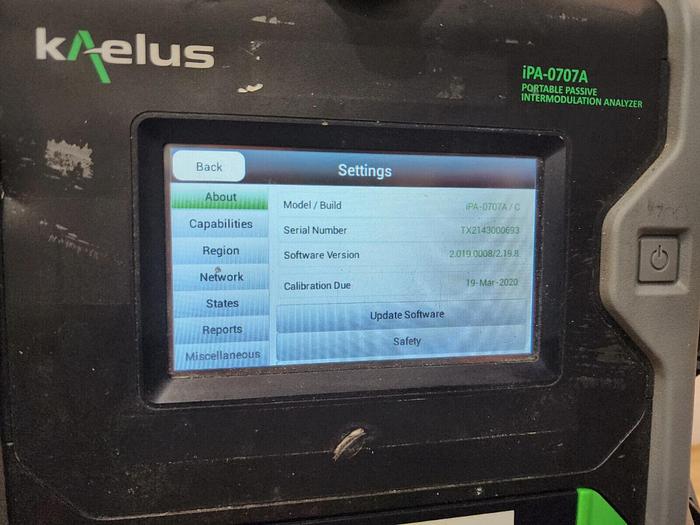 kaelus
iPA-0707A
PORTABLE PASSIVE
INTERMODULATION ANALYZER
Back
Settings
About
Capabilities
Region
Network
States
Reports
Miscellaneous
Model / Build iPA-0707A / C
Serial Number TX2143000693
Software Version 2.019.0008/2.19.8
Calibration Due 19-Mar-2020
Update Software
Safety